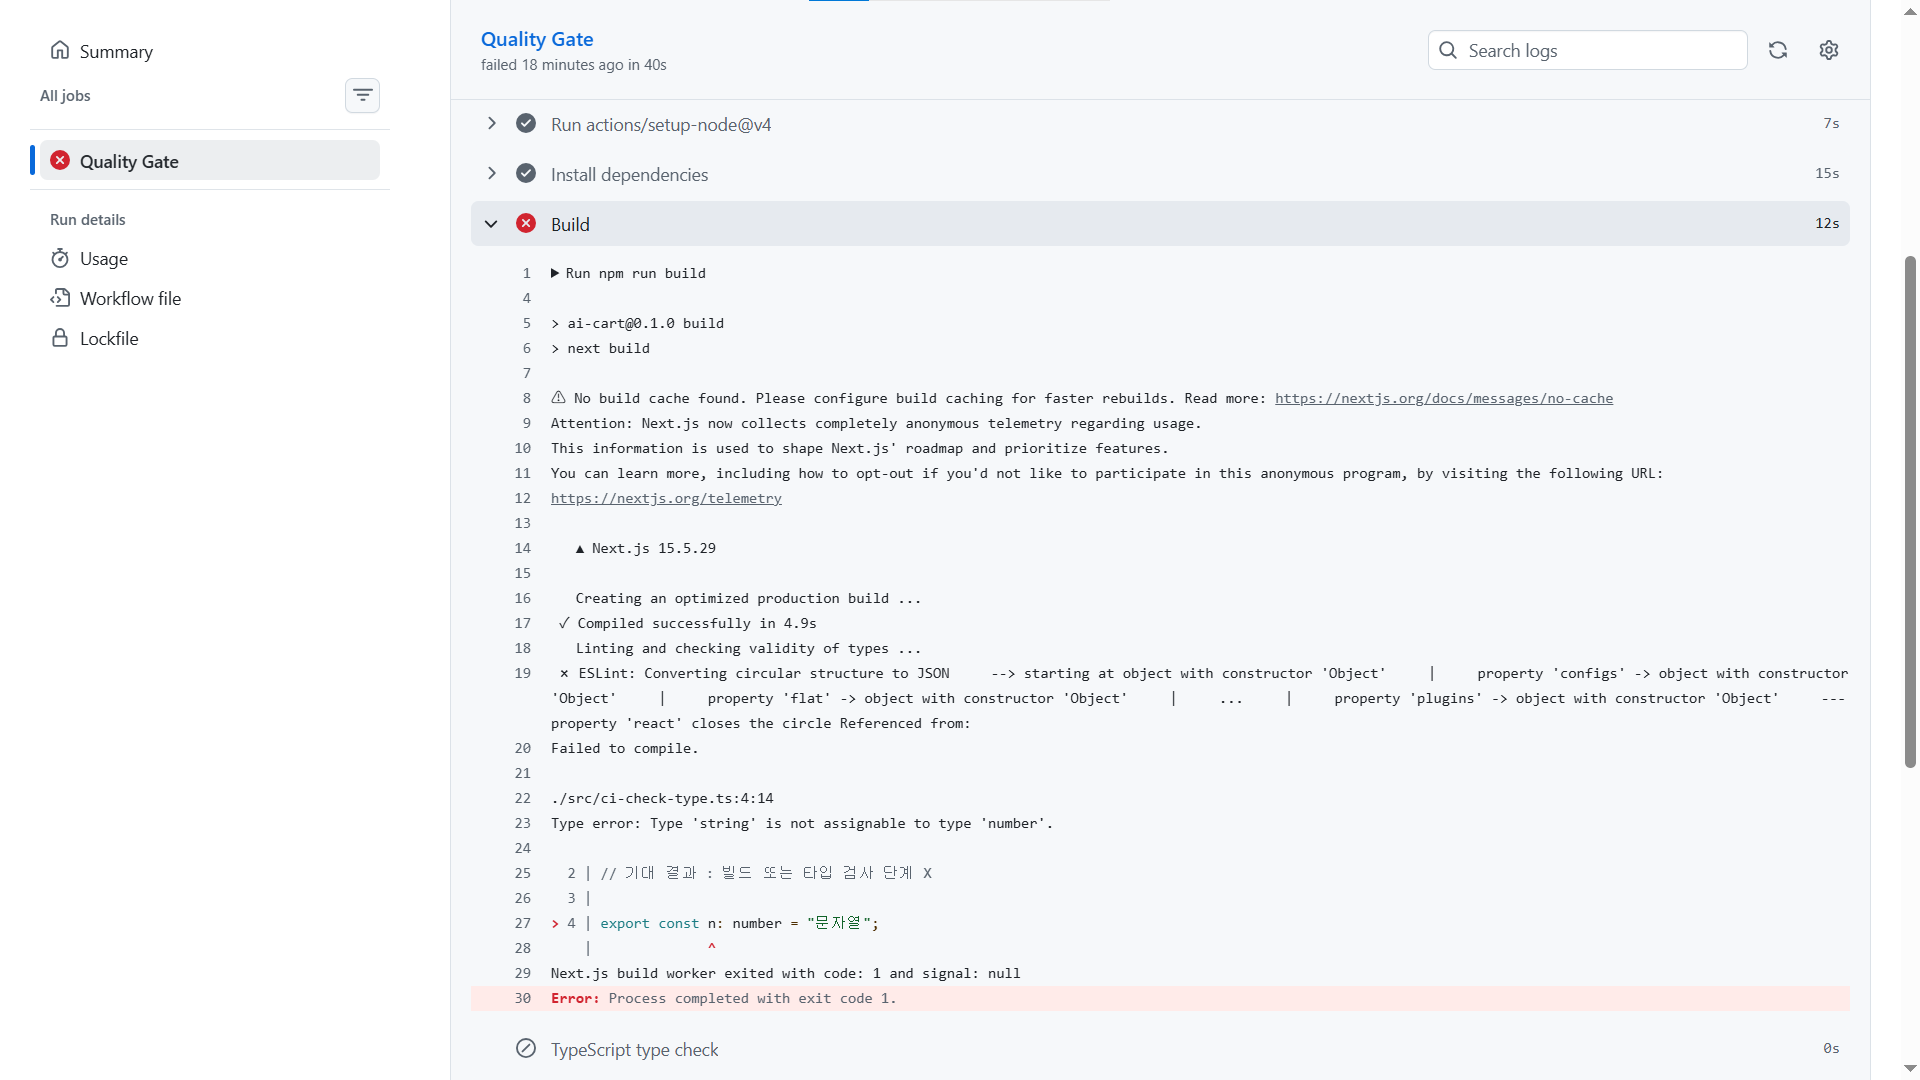 Summary
All jobs
Quality Gate
Run details
Usage
Workflow file
Lockfile
Quality Gate
failed 18 minutes ago in 40s
Search logs
Run actions/setup-node@v4 7s
Install dependencies 15s
Build 12s
1 ▶ Run npm run build
4
5 > ai-cart@0.1.0 build
6 > next build
7
8 ⚠ No build cache found. Please configure build caching for faster rebuilds. Read more: https://nextjs.org/docs/messages/no-cache
9 Attention: Next.js now collects completely anonymous telemetry regarding usage.
10 This information is used to shape Next.js' roadmap and prioritize features.
11 You can learn more, including how to opt-out if you'd not like to participate in this anonymous program, by visiting the following URL:
12 https://nextjs.org/telemetry
13
14 ▲ Next.js 15.5.29
15
16 Creating an optimized production build ...
17 ✓ Compiled successfully in 4.9s
18 Linting and checking validity of types ...
19 ⨯ ESLint: Converting circular structure to JSON --> starting at object with constructor 'Object' | property 'configs' -> object with constructor
'Object' | property 'flat' -> object with constructor 'Object' | ... | property 'plugins' -> object with constructor 'Object' ---
property 'react' closes the circle Referenced from:
20 Failed to compile.
21
22 ./src/ci-check-type.ts:4:14
23 Type error: Type 'string' is not assignable to type 'number'.
24
25 2 | // 기대 결과 : 빌드 또는 타입 검사 단계 X
26 3 |
27 > 4 | export const n: number = "문자열";
28 | ^
29 Next.js build worker exited with code: 1 and signal: null
30 Error: Process completed with exit code 1.
TypeScript type check 0s